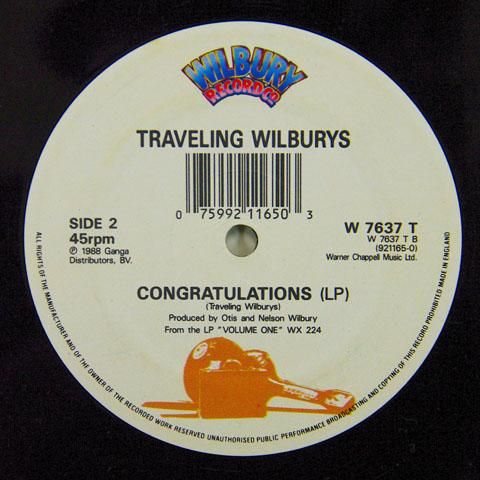 WILBURY
RECORD CO
TRAVELING WILBURYS
0 75992 11650 3
SIDE 2
45rpm
℗ 1988 Ganga
Distributors, BV.
W 7637 T
W 7637 T B
(921165-0)
Warner Chappell Music Ltd.
CONGRATULATIONS (LP)
(Traveling Wilburys)
Produced by Otis and Nelson Wilbury
From the LP "VOLUME ONE" WX 224
ALL RIGHTS OF THE MANUFACTURER AND OF THE OWNER OF THE RECORDED WORK RESERVED UNAUTHORISED PUBLIC PERFORMANCE BROADCASTING AND COPYING OF THIS RECORD PROHIBITED MADE IN ENGLAND